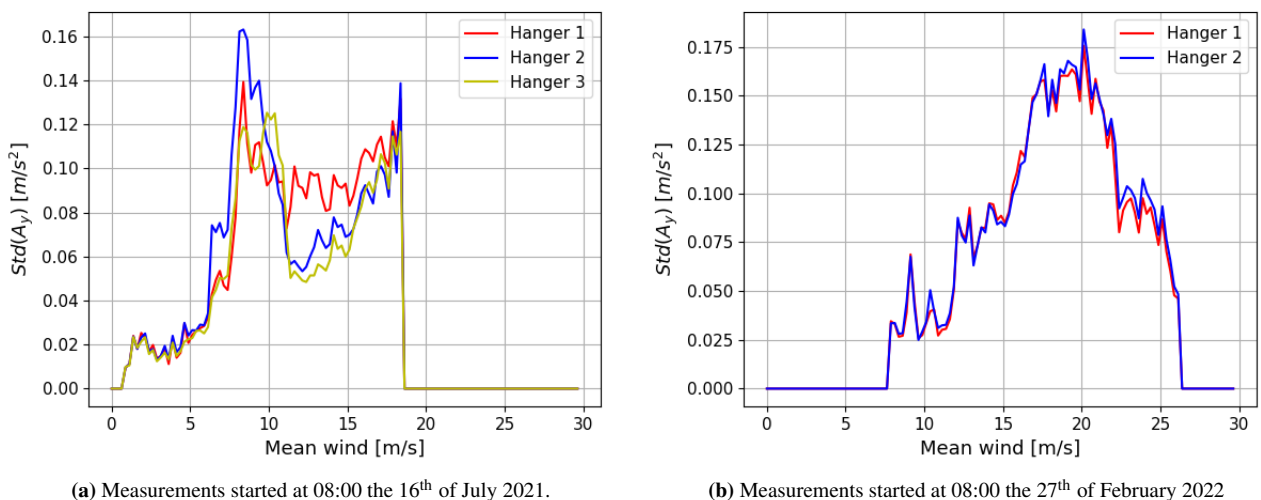 0.16
0.14
0.12
0.10
0.08
0.06
0.04
0.02
0.00
Std(A_y) [m/s²]
Hanger 1
Hanger 2
Hanger 3
0 5 10 15 20 25 30
Mean wind [m/s]
(a) Measurements started at 08:00 the 16th of July 2021.
0.175
0.150
0.125
0.100
0.075
0.050
0.025
0.000
Std(A_y) [m/s²]
Hanger 1
Hanger 2
0 5 10 15 20 25 30
Mean wind [m/s]
(b) Measurements started at 08:00 the 27th of February 2022